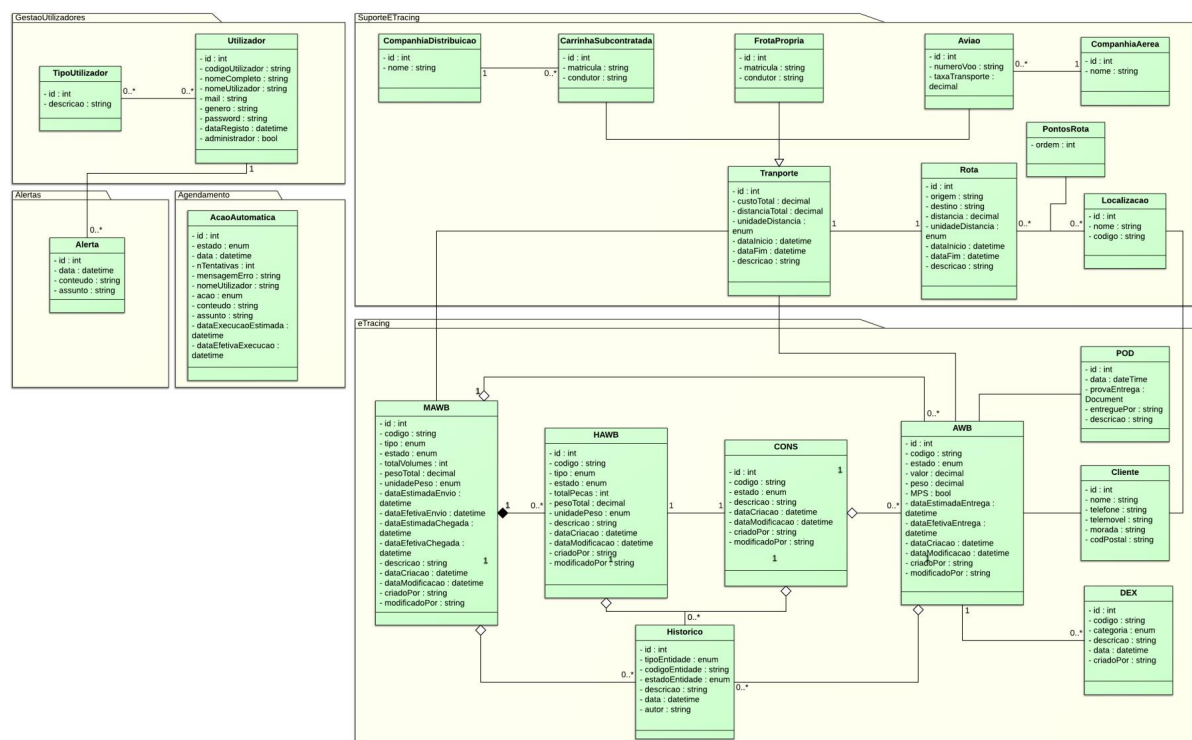 GestaoUtilizadores
TipoUtilizador
- id : int
- descricao : string
0..*
0..*
Utilizador
- id : int
- codigoUtilizador : string
- nomeCompleto : string
- nomeUtilizador : string
- mail : string
- genero : string
- password : string
- dataRegisto : datetime
- administrador : bool
1
Alertas
0..*
Alerta
- id : int
- data : datetime
- conteudo : string
- assunto : string
Agendamento
AcaoAutomatica
- id : int
- estado : enum
- data : datetime
- nTentativas : int
- mensagemErro : string
- nomeUtilizador : string
- acao : enum
- conteudo : string
- assunto : string
- dataExecucaoEstimada :
datetime
- dataEfetivaExecucao :
datetime
SuporteETracing
CompanhiaDistribuicao
- id : int
- nome : string
1
0..*
CarrinhaSubcontratada
- id : int
- matricula : string
- condutor : string
FrotaPropria
- id : int
- matricula : string
- condutor : string
Aviao
- id : int
- numeroVoo : string
- taxaTransporte :
decimal
0..*
1
CompanhiaAerea
- id : int
- nome : string
PontosRota
- ordem : int
Tranporte
- id : int
- custoTotal : decimal
- distanciaTotal : decimal
- unidadeDistancia :
enum
- dataInicio : datetime
- dataFim : datetime
- descricao : string
1
1
Rota
- id : int
- origem : string
- destino : string
- distancia : decimal
- unidadeDistancia :
enum
- dataInicio : datetime
- dataFim : datetime
- descricao : string
0..*
0..*
Localizacao
- id : int
- nome : string
- codigo : string
eTracing
1
0..*
MAWB
- id : int
- codigo : string
- tipo : enum
- estado : enum
- totalVolumes : int
- pesoTotal : decimal
- unidadePeso : enum
- dataEstimadaEnvio :
datetime
- dataEfetivaEnvio : datetime
- dataEstimadaChegada :
datetime
- dataEfetivaChegada :
datetime
- descricao : string
- dataCriacao : datetime
- dataModificacao : datetime
- criadoPor : string
- modificadoPor : string
1
1
0..*
HAWB
- id : int
- codigo : string
- tipo : enum
- estado : enum
- totalPecas : int
- pesoTotal : decimal
- unidadePeso : enum
- descricao : string
- dataCriacao : datetime
- dataModificacao : datetime
- criadoPor : string
- modificadoPor : string
1
1
1
CONS
- id : int
- codigo : string
- estado : enum
- descricao : string
- dataCriacao : datetime
- dataModificacao : datetime
- criadoPor : string
- modificadoPor : string
1
1
0..*
AWB
- id : int
- codigo : string
- estado : enum
- valor : decimal
- peso : decimal
- MPS : bool
- dataEstimadaEntrega :
datetime
- dataEfetivaEntrega :
datetime
- dataCriacao : datetime
- dataModificacao : datetime
- criadoPor : string
- modificadoPor : string
1
1
0..*
POD
- id : int
- data : dateTime
- provaEntrega :
Document
- entreguePor : string
- descricao : string
Cliente
- id : int
- nome : string
- telefone : string
- telemovel : string
- morada : string
- codPostal : string
DEX
- id : int
- codigo : string
- categoria : enum
- descricao : string
- data : datetime
- criadoPor : string
0..*
0..*
0..*
Historico
- id : int
- tipoEntidade : enum
- codigoEntidade : string
- estadoEntidade : enum
- descricao : string
- data : datetime
- autor : string